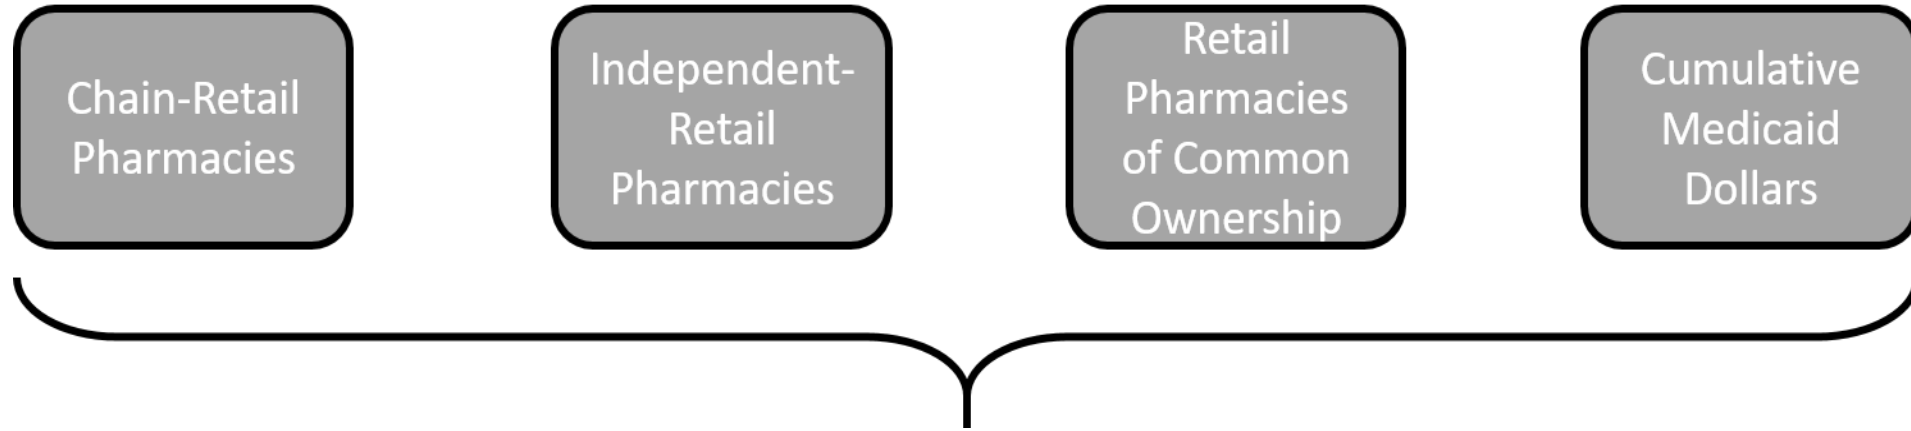 Chain-Retail
Pharmacies
Independent-
Retail
Pharmacies
Retail
Pharmacies
of Common
Ownership
Cumulative
Medicaid
Dollars